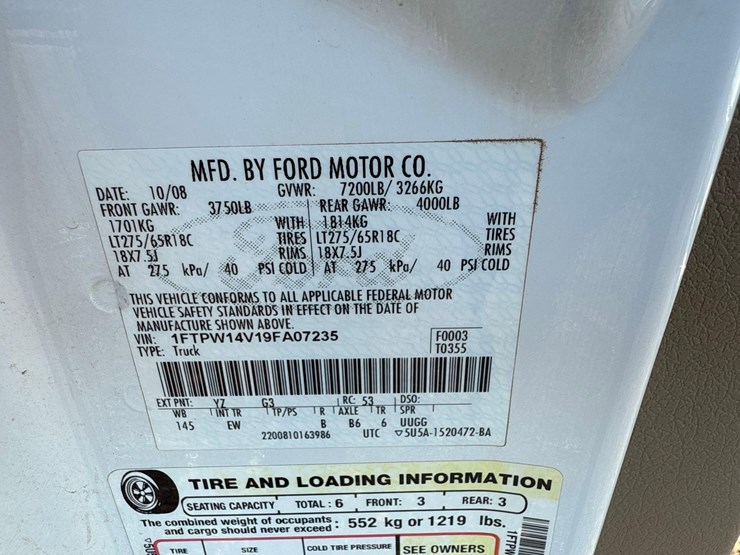 MFD. BY FORD MOTOR CO.
DATE: 10/08 GVWR: 7200LB/ 3266KG
FRONT GAWR: 3750LB REAR GAWR: 4000LB
1701KG WITH 1814KG WITH
LT275/65R18C TIRES LT275/65R18C TIRES
18X7.5J RIMS 18X7.5J RIMS
AT 275 kPa/ 40 PSI COLD AT 275 kPa/ 40 PSI COLD
THIS VEHICLE CONFORMS TO ALL APPLICABLE FEDERAL MOTOR
VEHICLE SAFETY STANDARDS IN EFFECT ON THE DATE OF
MANUFACTURE SHOWN ABOVE.
VIN: 1FTPW14V19FA07235 F0003
TYPE: Truck T0355
EXT PNT: YZ G3 RC: 53 DSO:
WB INT TR TP/PS R AXLE TR SPR
145 EW B B6 6 UUGG
2200810163986 UTC ▽5U5A-1520472-BA
TIRE AND LOADING INFORMATION
SEATING CAPACITY TOTAL : 6 FRONT: 3 REAR: 3
The combined weight of occupants and cargo should never exceed : 552 kg or 1219 lbs.
TIRE SIZE COLD TIRE PRESSURE SEE OWNERS
1FTPW